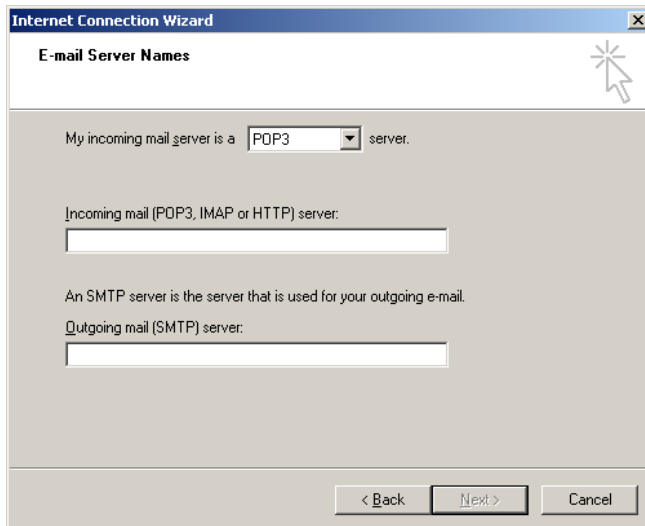 Internet Connection Wizard
E-mail Server Names
My incoming mail server is a POP3 server.
Incoming mail (POP3, IMAP or HTTP) server:
An SMTP server is the server that is used for your outgoing e-mail.
Outgoing mail (SMTP) server:
< Back Next > Cancel